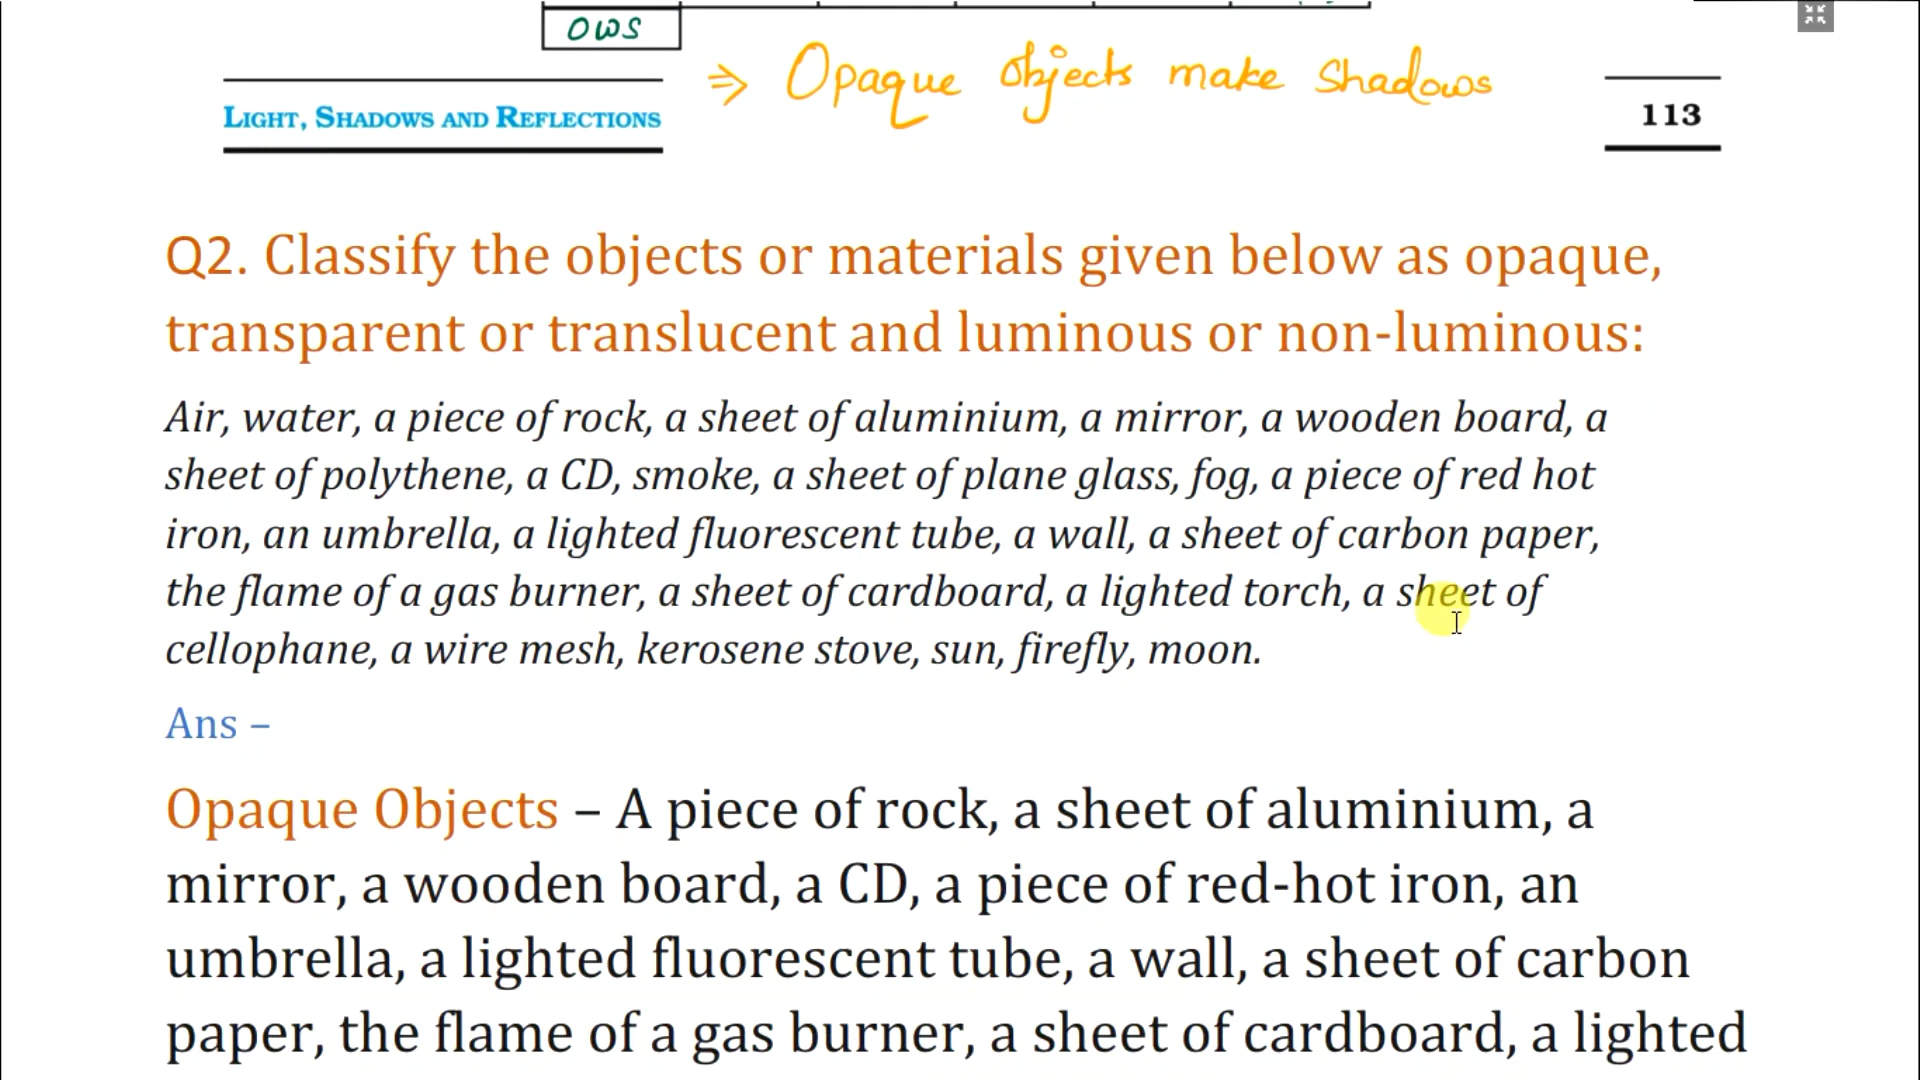 ows
⇒ Opaque objects make shadows
LIGHT, SHADOWS AND REFLECTIONS
113
Q2. Classify the objects or materials given below as opaque,
transparent or translucent and luminous or non-luminous:
Air, water, a piece of rock, a sheet of aluminium, a mirror, a wooden board, a
sheet of polythene, a CD, smoke, a sheet of plane glass, fog, a piece of red hot
iron, an umbrella, a lighted fluorescent tube, a wall, a sheet of carbon paper,
the flame of a gas burner, a sheet of cardboard, a lighted torch, a sheet of
cellophane, a wire mesh, kerosene stove, sun, firefly, moon.
Ans –
Opaque Objects – A piece of rock, a sheet of aluminium, a
mirror, a wooden board, a CD, a piece of red-hot iron, an
umbrella, a lighted fluorescent tube, a wall, a sheet of carbon
paper, the flame of a gas burner, a sheet of cardboard, a lighted